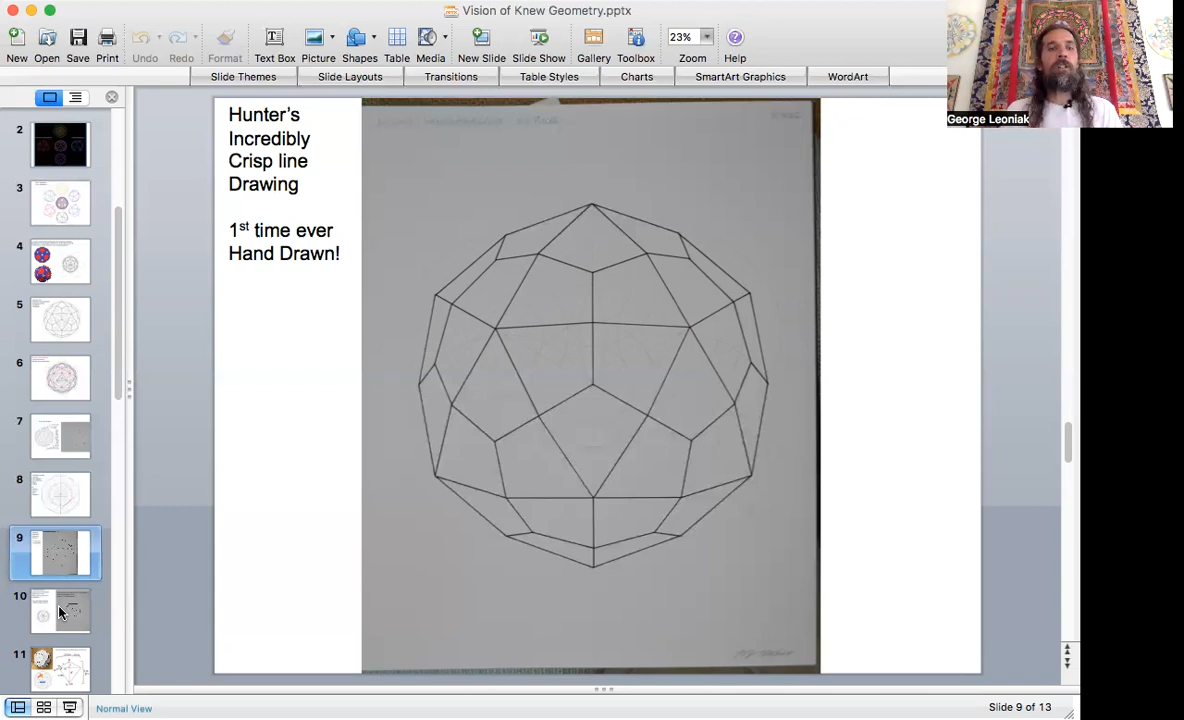 Vision of Knew Geometry.pptx
New Open Save Print Undo Redo Format Text Box Picture Shapes Table Media New Slide Slide Show Gallery Toolbox Zoom Help
23%
Slide Themes Slide Layouts Transitions Table Styles Charts SmartArt Graphics WordArt
George Leoniak
Hunter's
Incredibly
Crisp line
Drawing
1st time ever
Hand Drawn!
2
3
4
5
6
7
8
9
10
11
Normal View
Slide 9 of 13